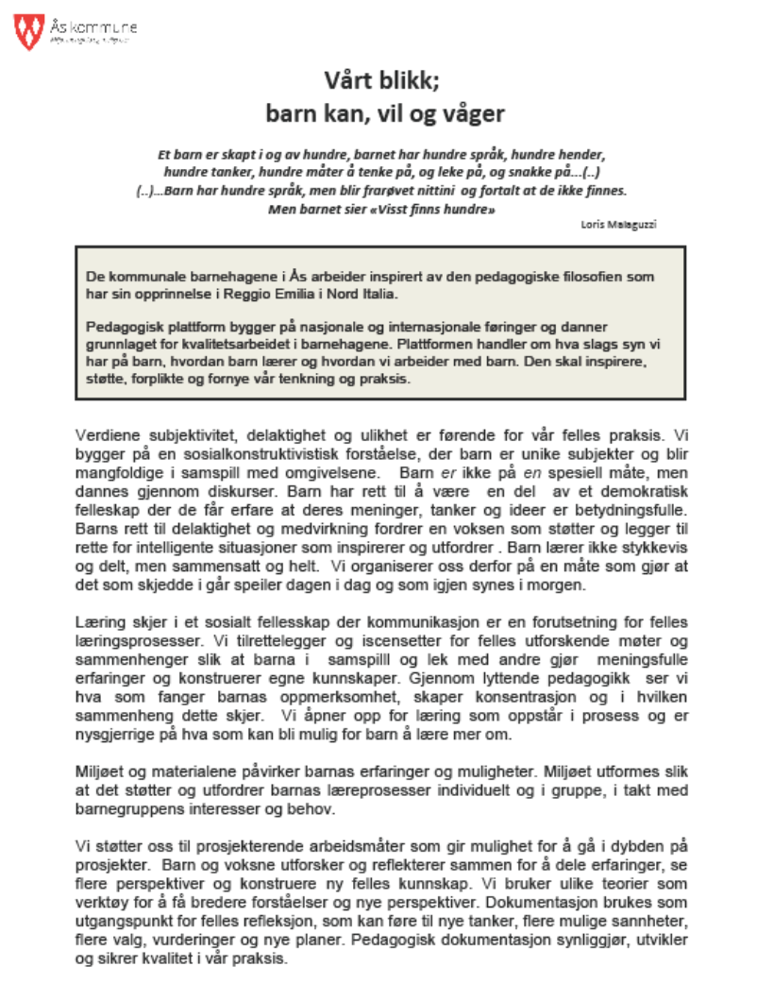 Ås kommune
Vårt blikk;
barn kan, vil og våger
Et barn er skapt i og av hundre, barnet har hundre språk, hundre hender,
hundre tanker, hundre måter å tenke på, og leke på, og snakke på...(..)
(..)...Barn har hundre språk, men blir frarøvet nittini  og fortalt at de ikke finnes.
Men barnet sier «Visst finns hundre»
Loris Malaguzzi
De kommunale barnehagene i Ås arbeider inspirert av den pedagogiske filosofien som
har sin opprinnelse i Reggio Emilia i Nord Italia.
Pedagogisk plattform bygger på nasjonale og internasjonale føringer og danner
grunnlaget for kvalitetsarbeidet i barnehagene. Plattformen handler om hva slags syn vi
har på barn, hvordan barn lærer og hvordan vi arbeider med barn. Den skal inspirere,
støtte, forplikte og fornye vår tenkning og praksis.
Verdiene subjektivitet, delaktighet og ulikhet er førende for vår felles praksis. Vi
bygger på en sosialkonstruktivistisk forståelse, der barn er unike subjekter og blir
mangfoldige i samspill med omgivelsene.  Barn er ikke på en spesiell måte, men
dannes gjennom diskurser. Barn har rett til å være  en del  av et demokratisk
felleskap der de får erfare at deres meninger, tanker og ideer er betydningsfulle.
Barns rett til delaktighet og medvirkning fordrer en voksen som støtter og legger til
rette for intelligente situasjoner som inspirerer og utfordrer . Barn lærer ikke stykkevis
og delt, men sammensatt og helt.  Vi organiserer oss derfor på en måte som gjør at
det som skjedde i går speiler dagen i dag og som igjen synes i morgen.
Læring skjer i et sosialt fellesskap der kommunikasjon er en forutsetning for felles
læringsprosesser. Vi tilrettelegger og iscensetter for felles utforskende møter og
sammenhenger slik at barna i  samspilll og lek med andre gjør  meningsfulle
erfaringer og konstruerer egne kunnskaper. Gjennom lyttende pedagogikk  ser vi
hva som fanger barnas oppmerksomhet, skaper konsentrasjon og i hvilken
sammenheng dette skjer.  Vi åpner opp for læring som oppstår i prosess og er
nysgjerrige på hva som kan bli mulig for barn å lære mer om.
Miljøet og materialene påvirker barnas erfaringer og muligheter. Miljøet utformes slik
at det støtter og utfordrer barnas læreprosesser individuelt og i gruppe, i takt med
barnegruppens interesser og behov.
Vi støtter oss til prosjekterende arbeidsmåter som gir mulighet for å gå i dybden på
prosjekter.  Barn og voksne utforsker og reflekterer sammen for å dele erfaringer, se
flere perspektiver og konstruere ny felles kunnskap. Vi bruker ulike teorier som
verktøy for å få bredere forståelser og nye perspektiver. Dokumentasjon brukes som
utgangspunkt for felles refleksjon, som kan føre til nye tanker, flere mulige sannheter,
flere valg, vurderinger og nye planer. Pedagogisk dokumentasjon synliggjør, utvikler
og sikrer kvalitet i vår praksis.